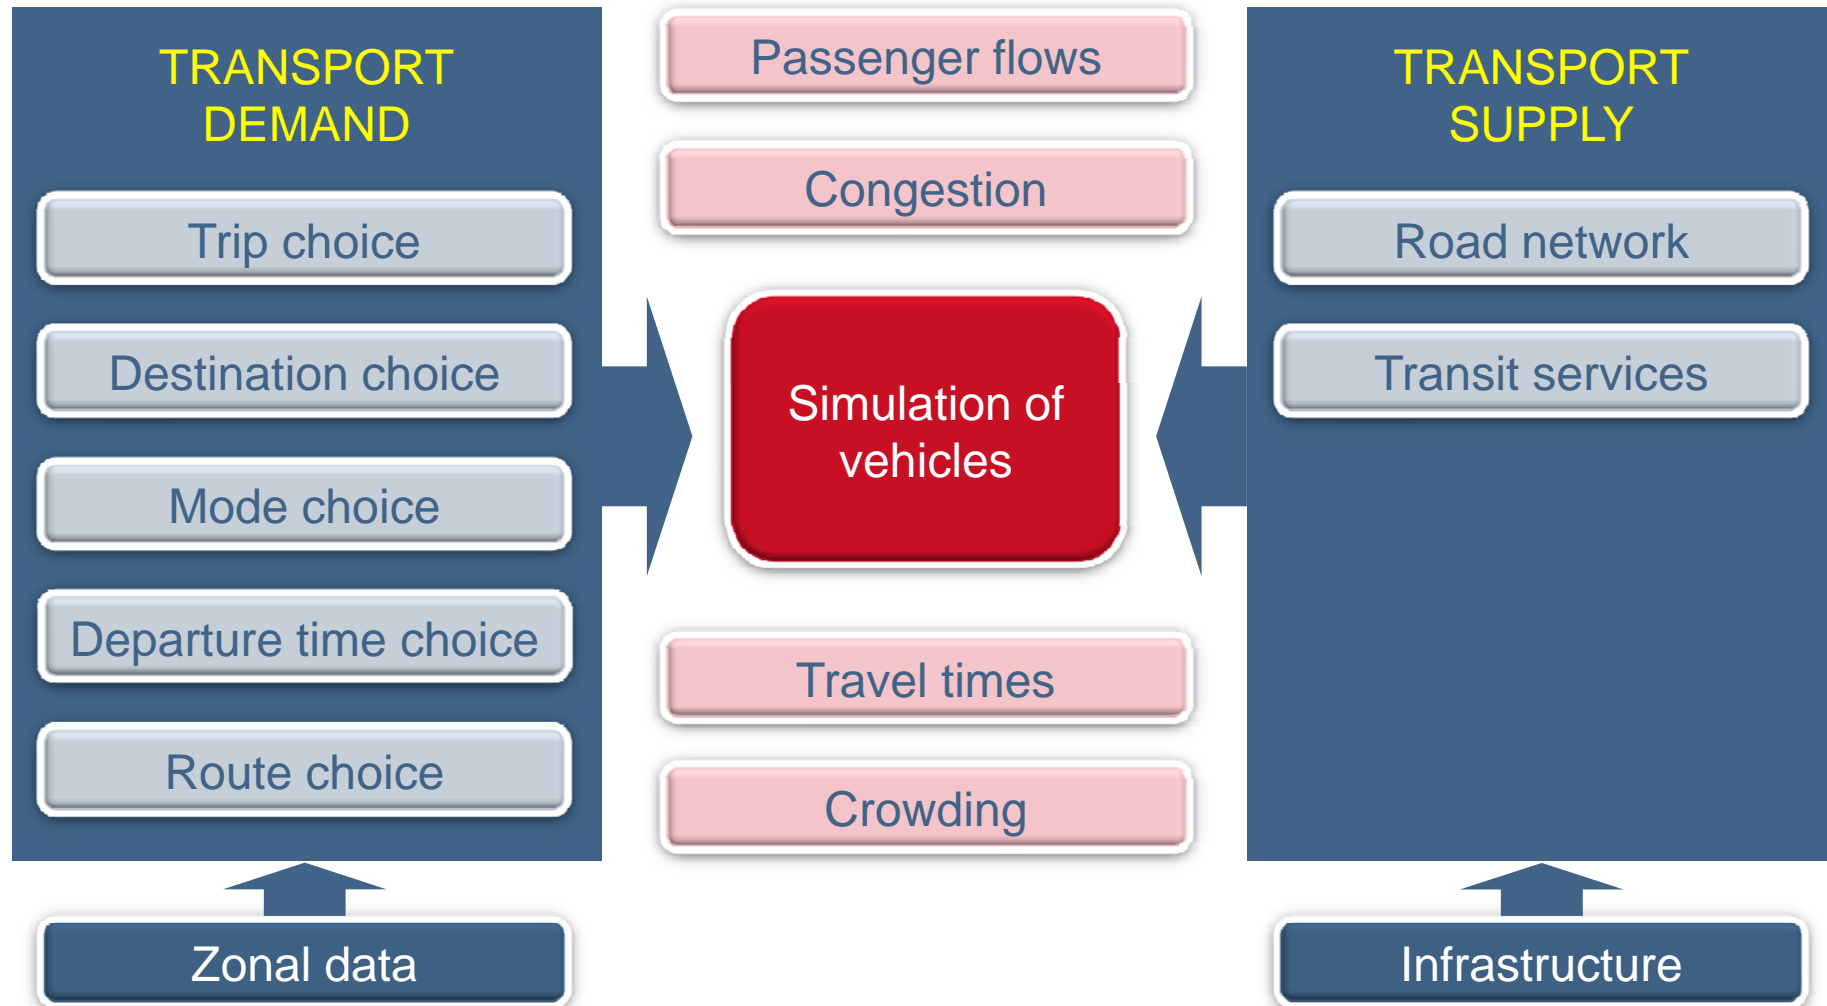 TRANSPORT
DEMAND
Trip choice
Destination choice
Mode choice
Departure time choice
Route choice
Zonal data
Passenger flows
Congestion
Simulation of
vehicles
Travel times
Crowding
TRANSPORT
SUPPLY
Road network
Transit services
Infrastructure